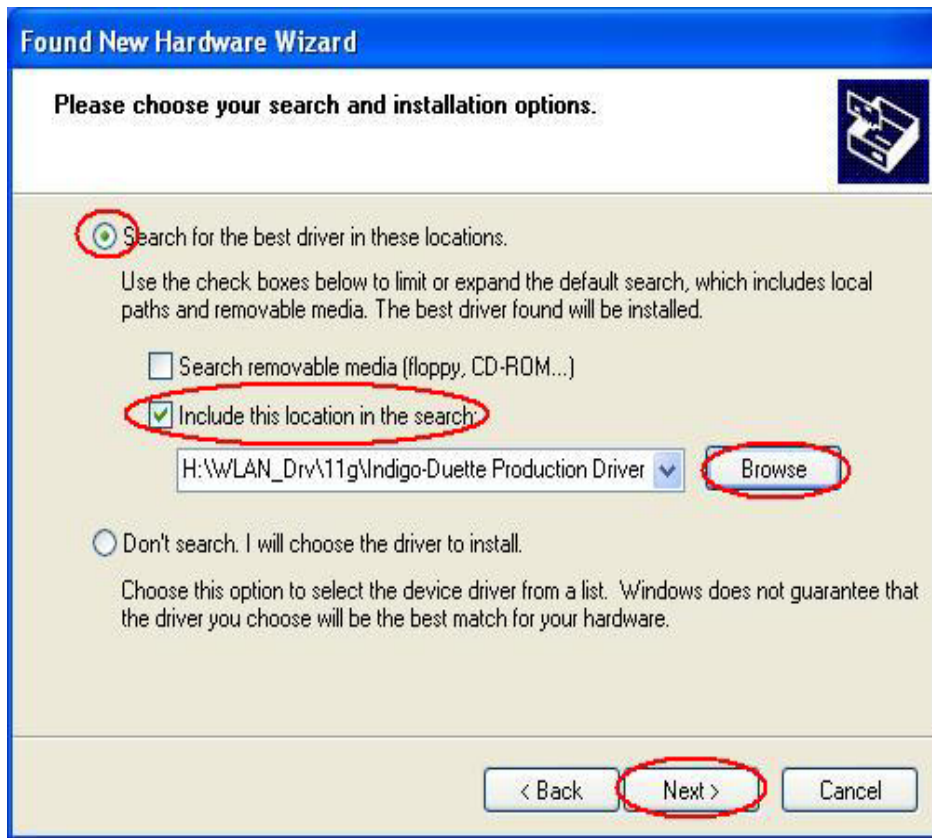 Found New Hardware Wizard
Please choose your search and installation options.
Search for the best driver in these locations.
Use the check boxes below to limit or expand the default search, which includes local
paths and removable media. The best driver found will be installed.
Search removable media (floppy, CD-ROM...)
Include this location in the search:
H:\WLAN_Drv\11g\Indigo-Duette Production Driver
Browse
Don't search. I will choose the driver to install.
Choose this option to select the device driver from a list. Windows does not guarantee that
the driver you choose will be the best match for your hardware.
< Back
Next >
Cancel